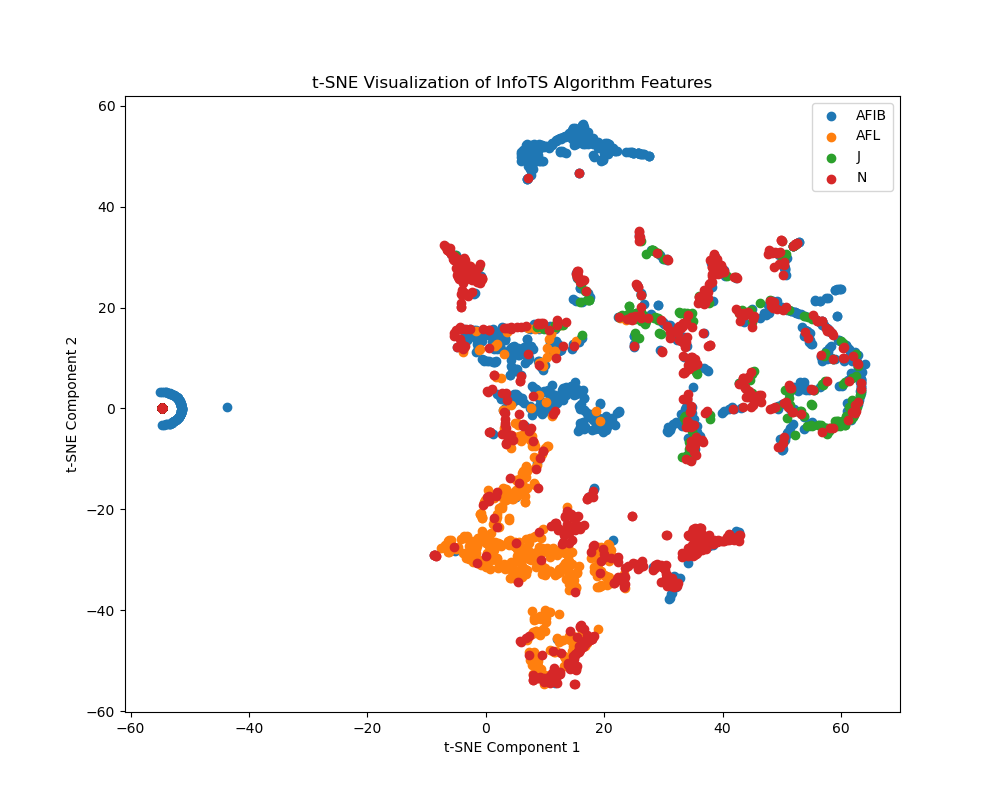 t-SNE Visualization of InfoTS Algorithm Features
AFIB
AFL
J
N
60
40
20
0
−20
−40
−60
t-SNE Component 2
−60
−40
−20
0
20
40
60
t-SNE Component 1